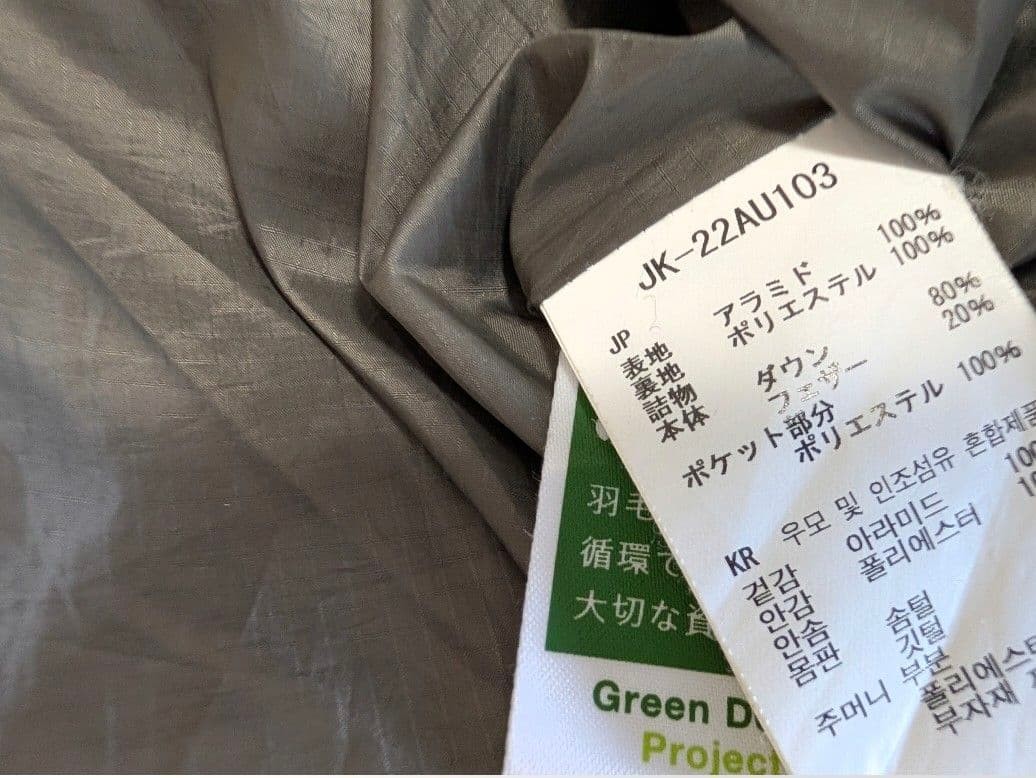 JK-22AU103
JP
表地 アラミド 100%
裏地 ポリエステル 100%
詰物
本体 ダウン 80%
フェザー 20%
ポケット部分
ポリエステル 100%
KR 우모 및 인조섬유 혼합제품
겉감 아라미드 100
안감 폴리에스터 1
안솜
몸판 솜털
깃털
주머니 부분
폴리에스터
부자재
羽毛
循環で
大切な資
Green D
Project